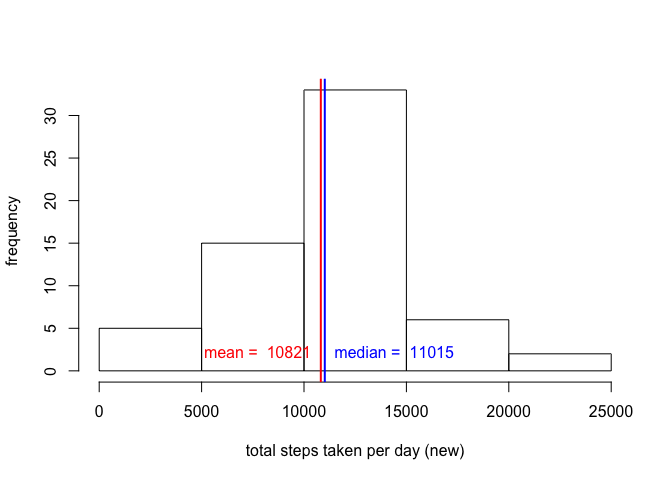 30
25
20
15
10
5
0
frequency
mean =  10821
median =  11015
0 5000 10000 15000 20000 25000
total steps taken per day (new)